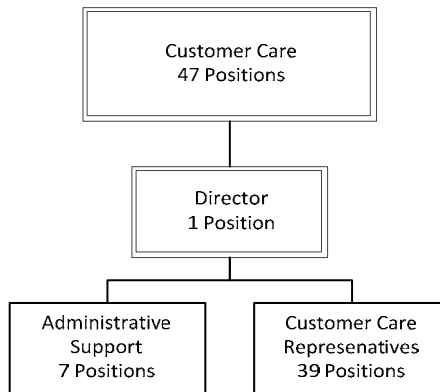 Customer Care
47 Positions
Director
1 Position
Administrative
Support
7 Positions
Customer Care
Represenatives
39 Positions